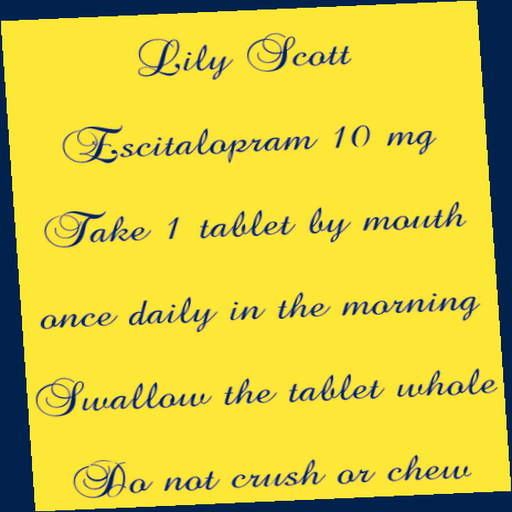 Lily Scott
Escitalopram 10 mg
Take 1 tablet by mouth
once daily in the morning
Swallow the tablet whole
Do not crush or chew